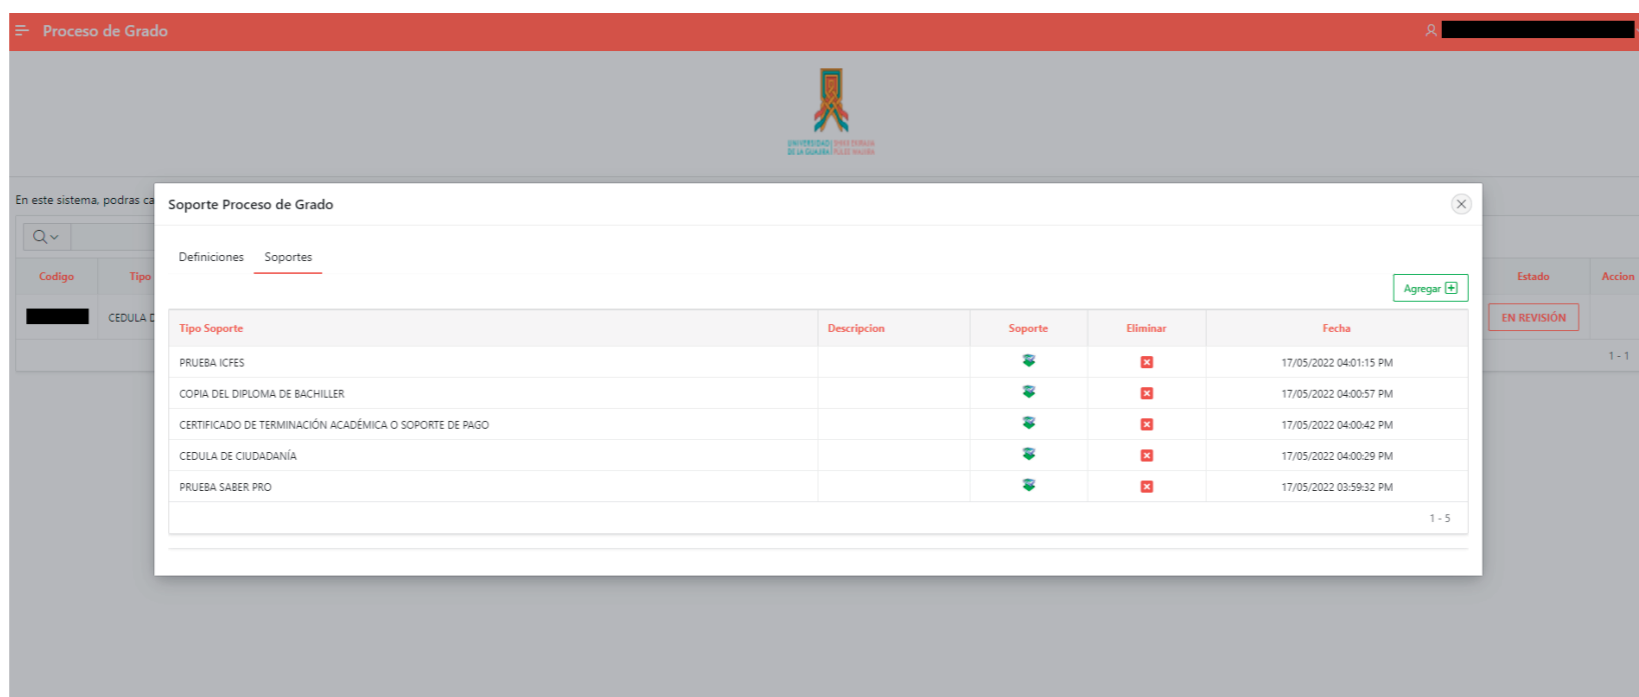 Proceso de Grado
UNIVERSIDAD
DE LA GUAJIRA
En este sistema, podras ca
Soporte Proceso de Grado
Definiciones Soportes
Agregar
Codigo Tipo Estado Accion
CEDULA D EN REVISIÓN
1 - 1
Tipo Soporte Descripcion Soporte Eliminar Fecha
PRUEBA ICFES 17/05/2022 04:01:15 PM
COPIA DEL DIPLOMA DE BACHILLER 17/05/2022 04:00:57 PM
CERTIFICADO DE TERMINACIÓN ACADÉMICA O SOPORTE DE PAGO 17/05/2022 04:00:42 PM
CEDULA DE CIUDADANÍA 17/05/2022 04:00:29 PM
PRUEBA SABER PRO 17/05/2022 03:59:32 PM
1 - 5